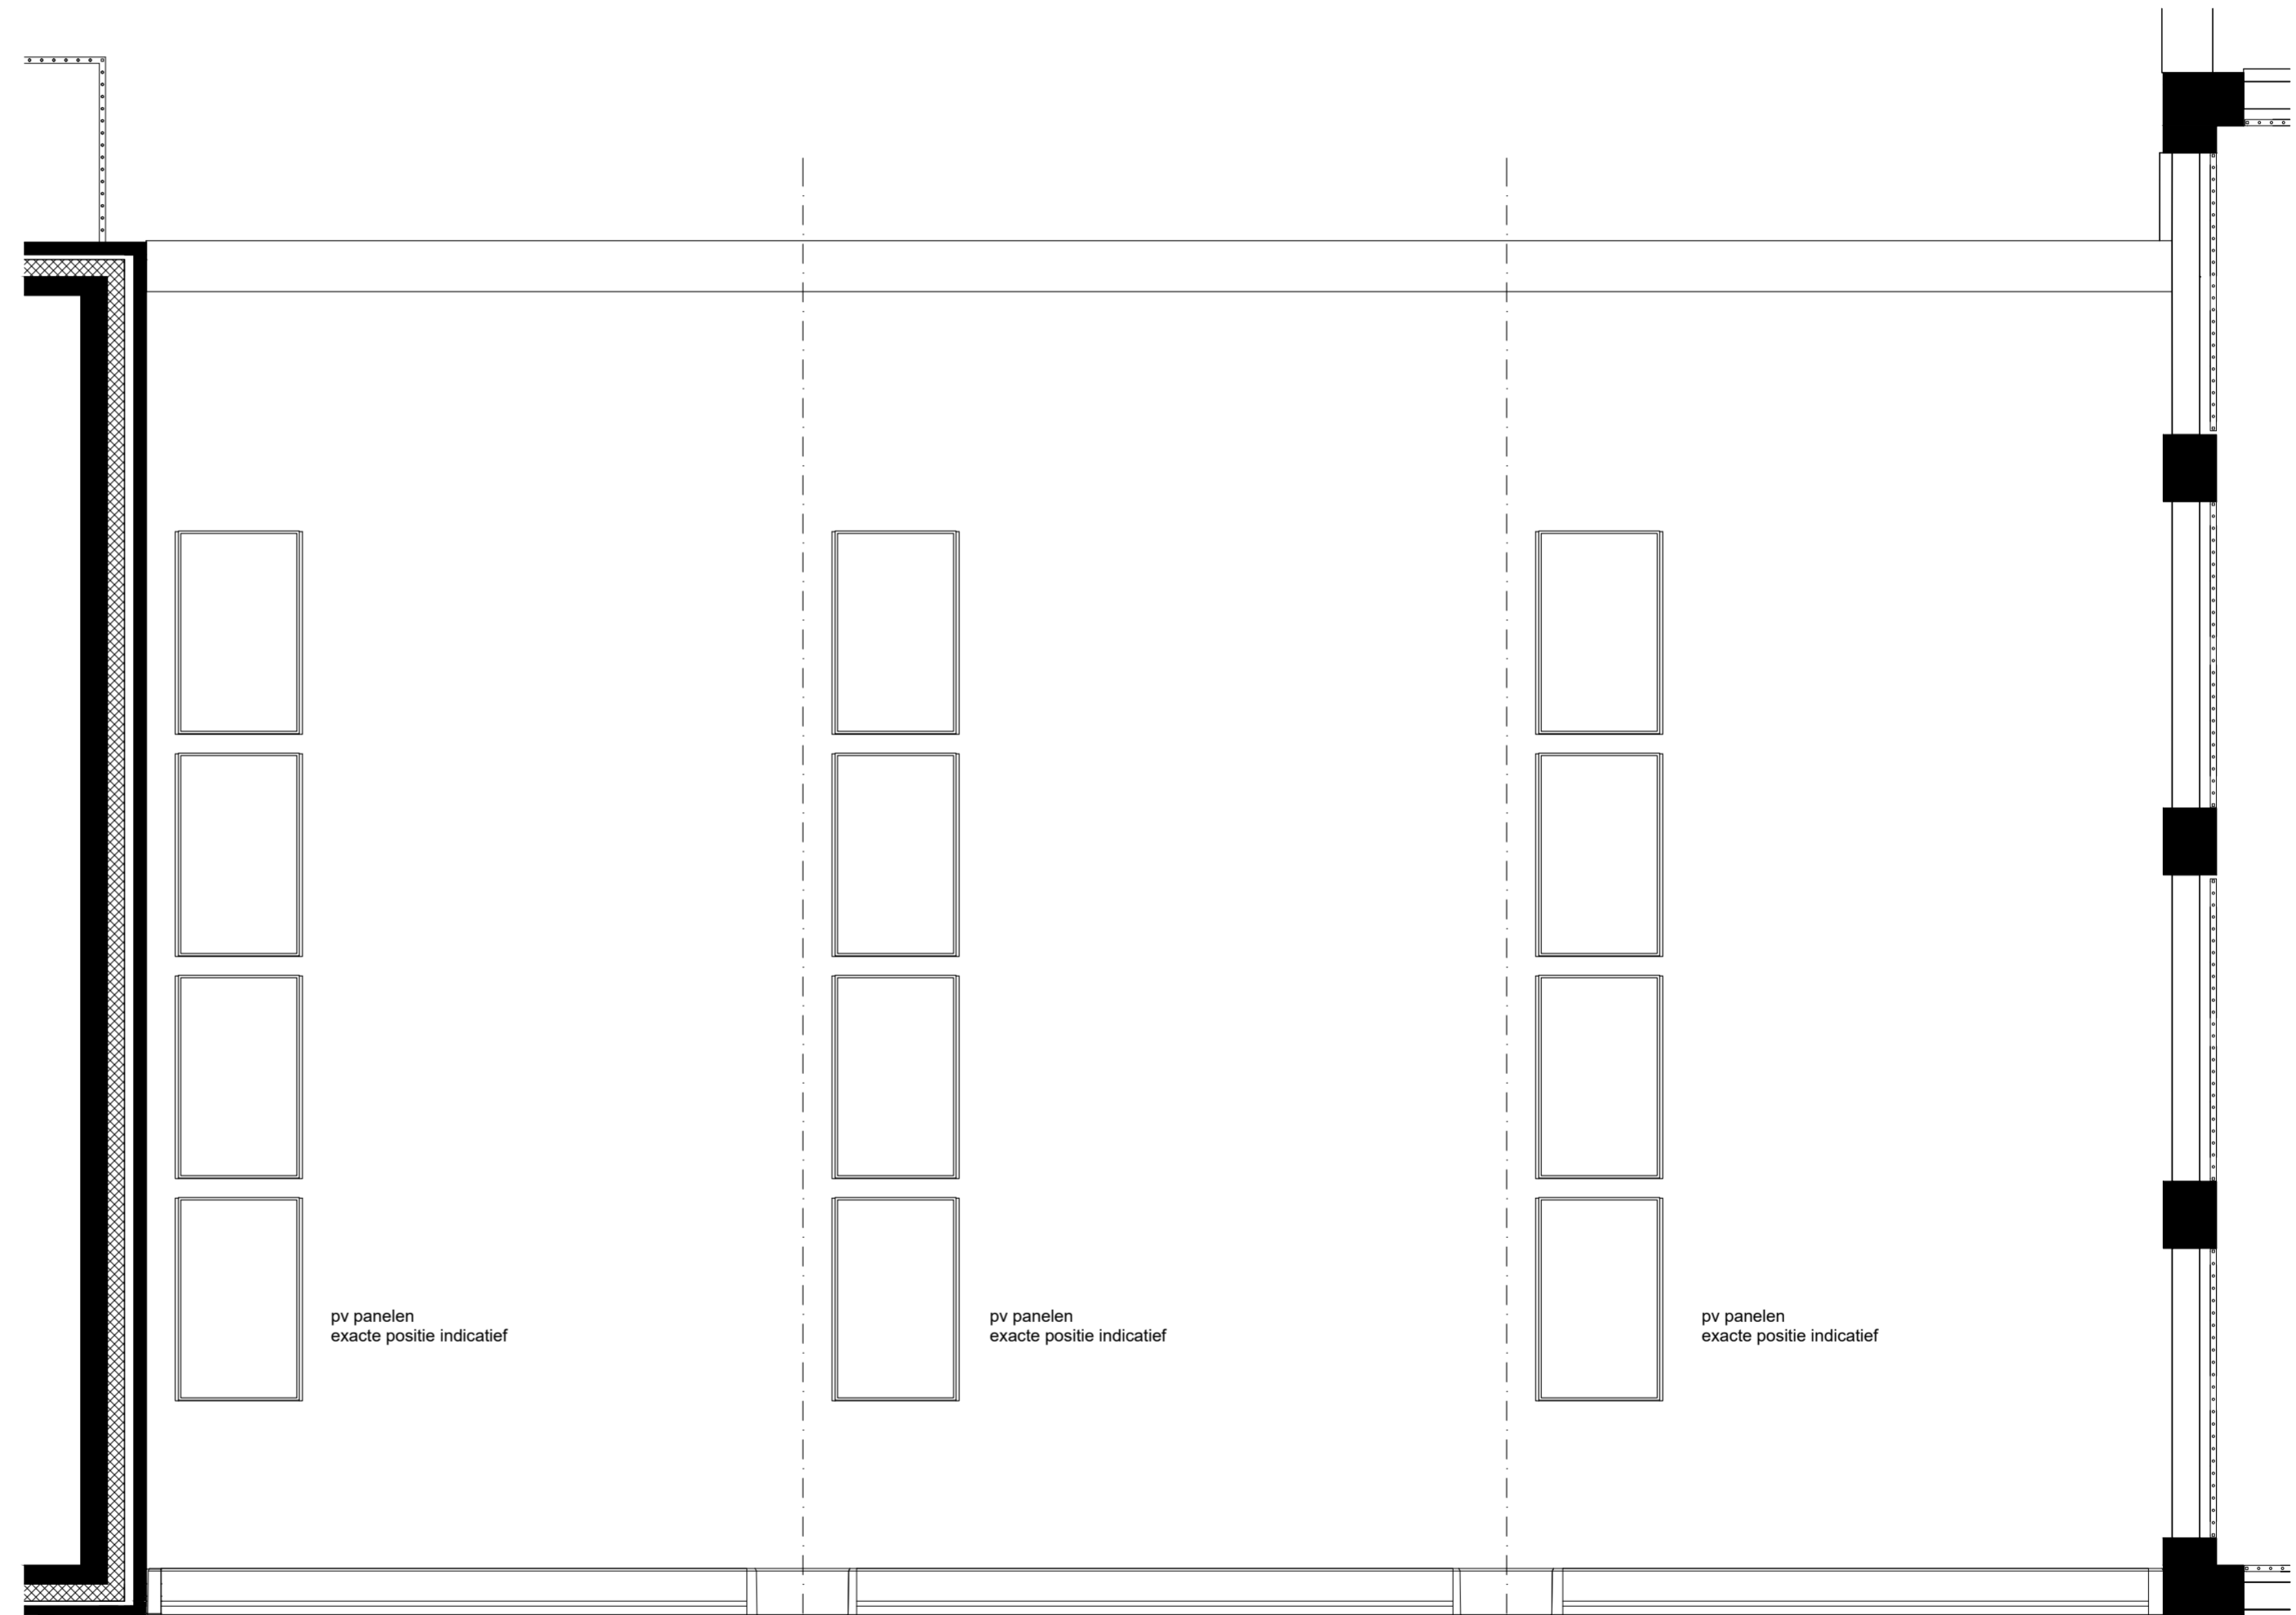 pv panelen
exacte positie indicatief
pv panelen
exacte positie indicatief
pv panelen
exacte positie indicatief